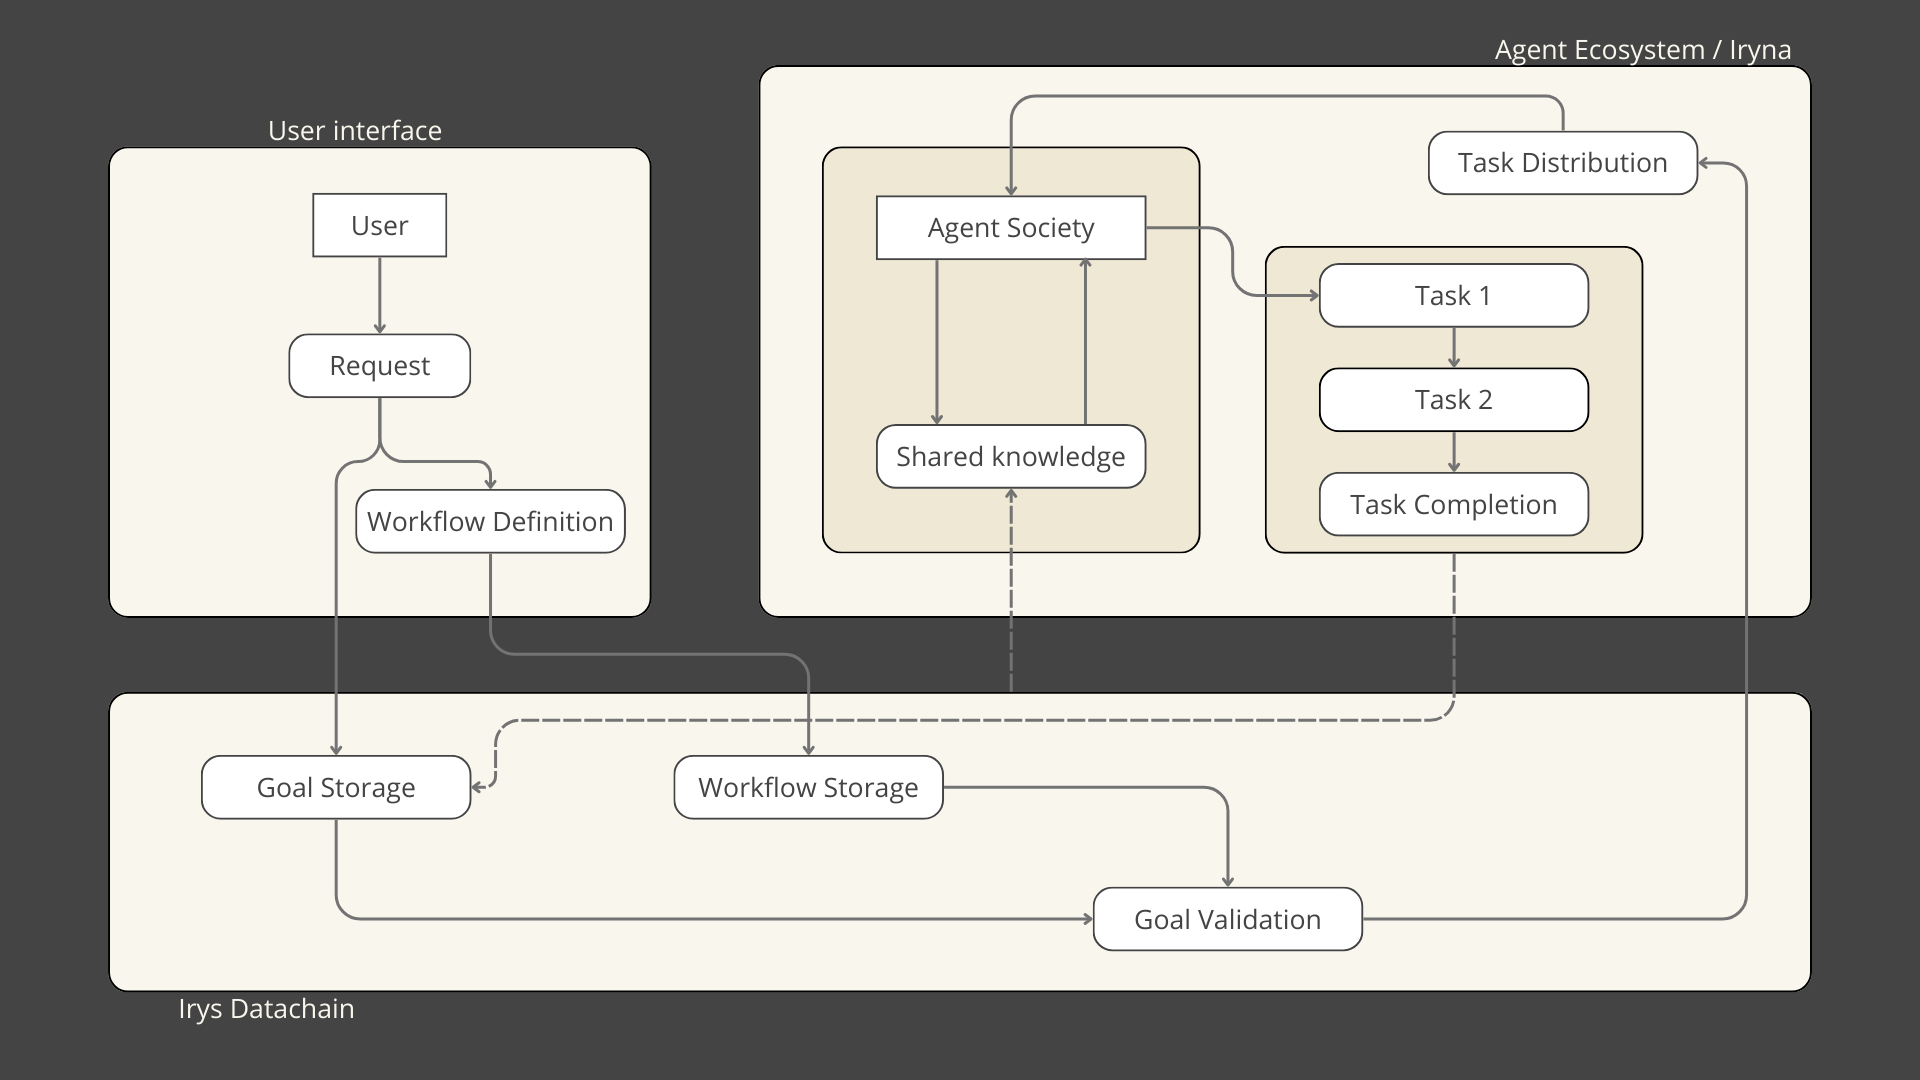 Agent Ecosystem / Iryna
User interface
User
Request
Workflow Definition
Task Distribution
Agent Society
Shared knowledge
Task 1
Task 2
Task Completion
Goal Storage
Workflow Storage
Goal Validation
Irys Datachain